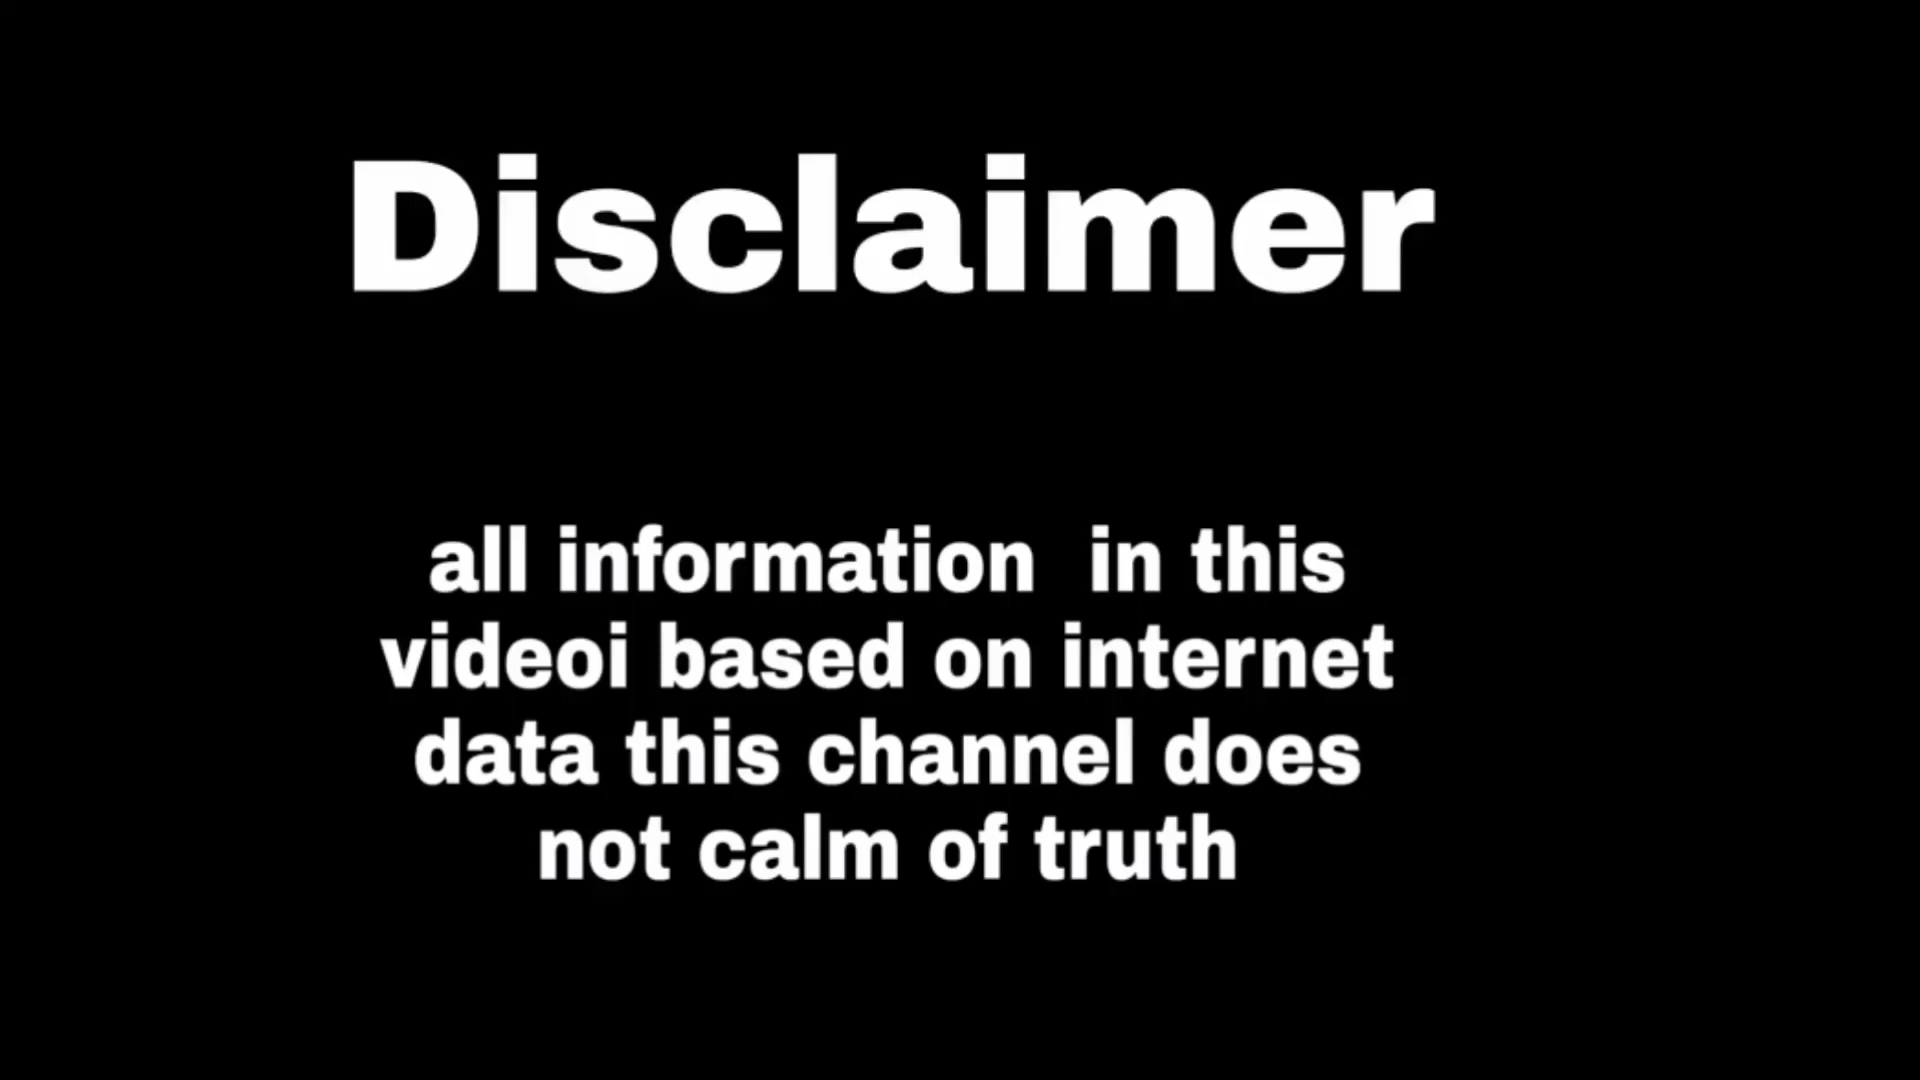 Disclaimer
all information  in this
videoi based on internet
data this channel does
not calm of truth